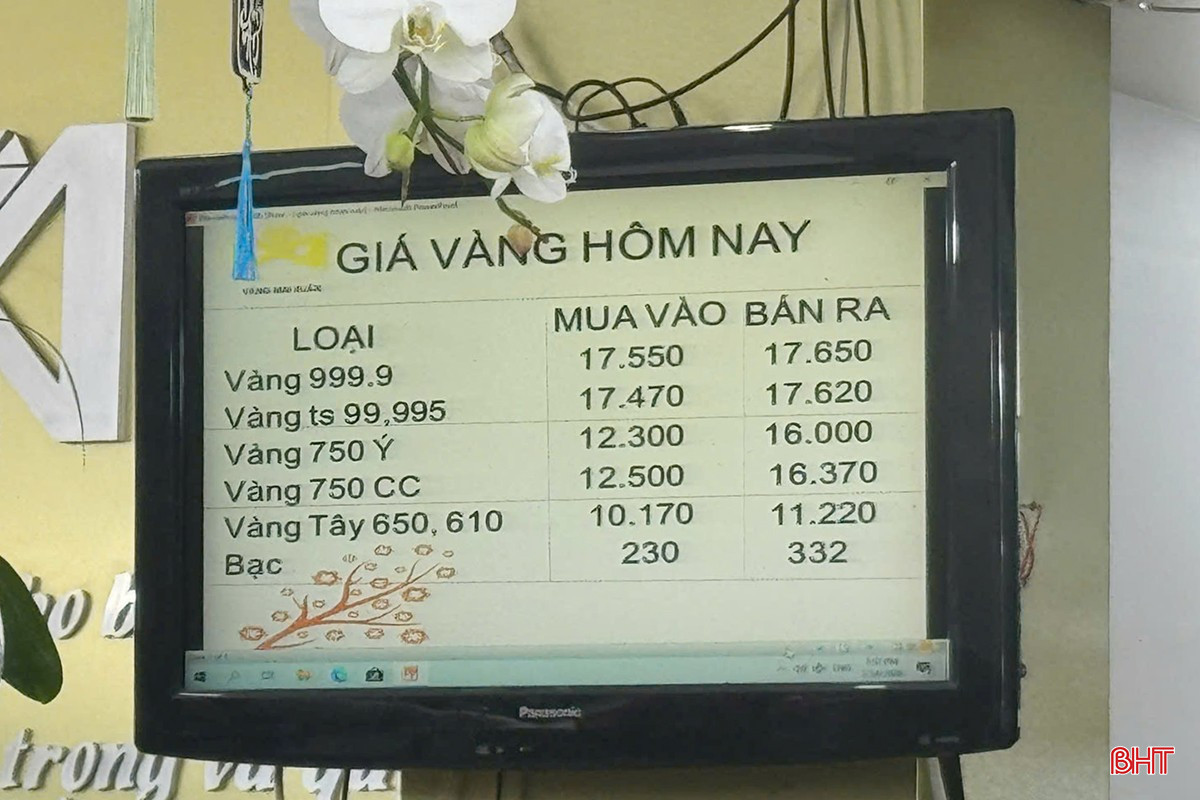 GIÁ VÀNG HÔM NAY
LOẠI MUA VÀO BÁN RA
Vàng 999.9 17.550 17.650
Vàng ts 99,995 17.470 17.620
Vàng 750 Ý 12.300 16.000
Vàng 750 CC 12.500 16.370
Vàng Tây 650, 610 10.170 11.220
Bạc 230 332
Panasonic
trọng và
BHT